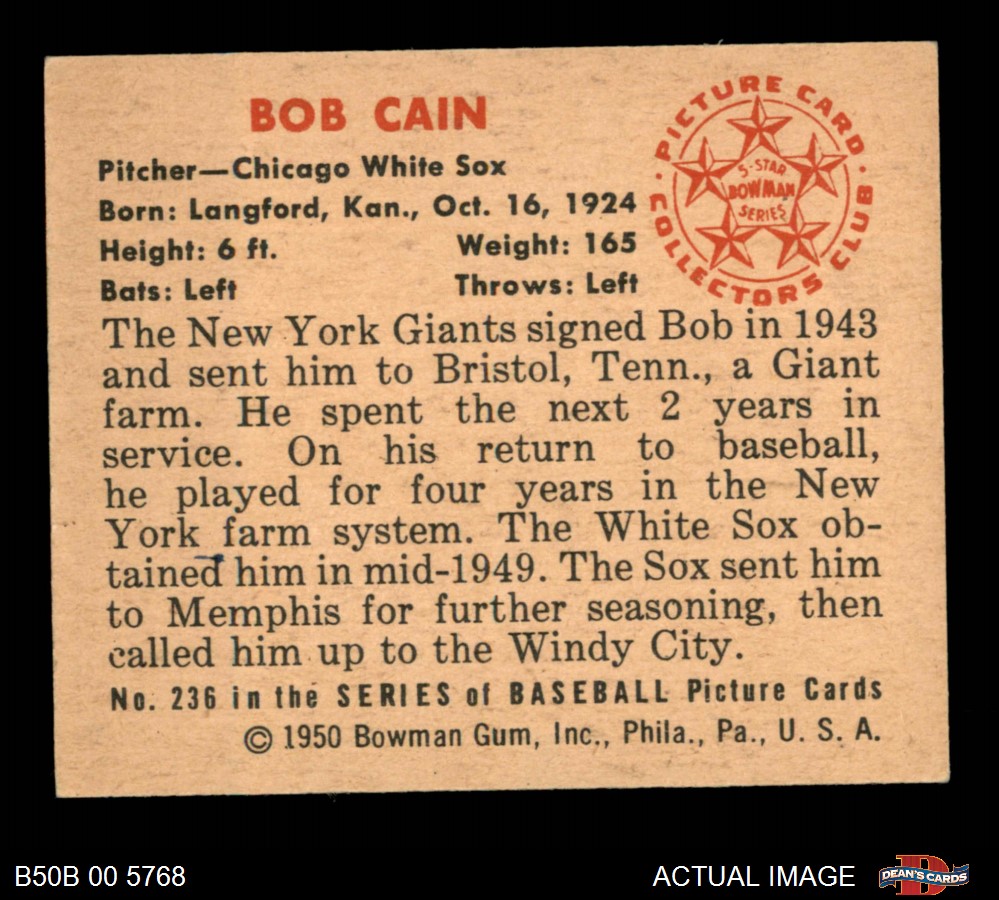 BOB CAIN
Pitcher—Chicago White Sox
Born: Langford, Kan., Oct. 16, 1924
Height: 6 ft. Weight: 165
Bats: Left Throws: Left
PICTURE CARD
5-STAR
BOWMAN
SERIES
COLLECTORS CLUB
The New York Giants signed Bob in 1943
and sent him to Bristol, Tenn., a Giant
farm. He spent the next 2 years in
service. On his return to baseball,
he played for four years in the New
York farm system. The White Sox ob-
tained him in mid-1949. The Sox sent him
to Memphis for further seasoning, then
called him up to the Windy City.
No. 236 in the SERIES of BASEBALL Picture Cards
© 1950 Bowman Gum, Inc., Phila., Pa., U. S. A.
B50B 00 5768
ACTUAL IMAGE
D
DEAN'S CARDS